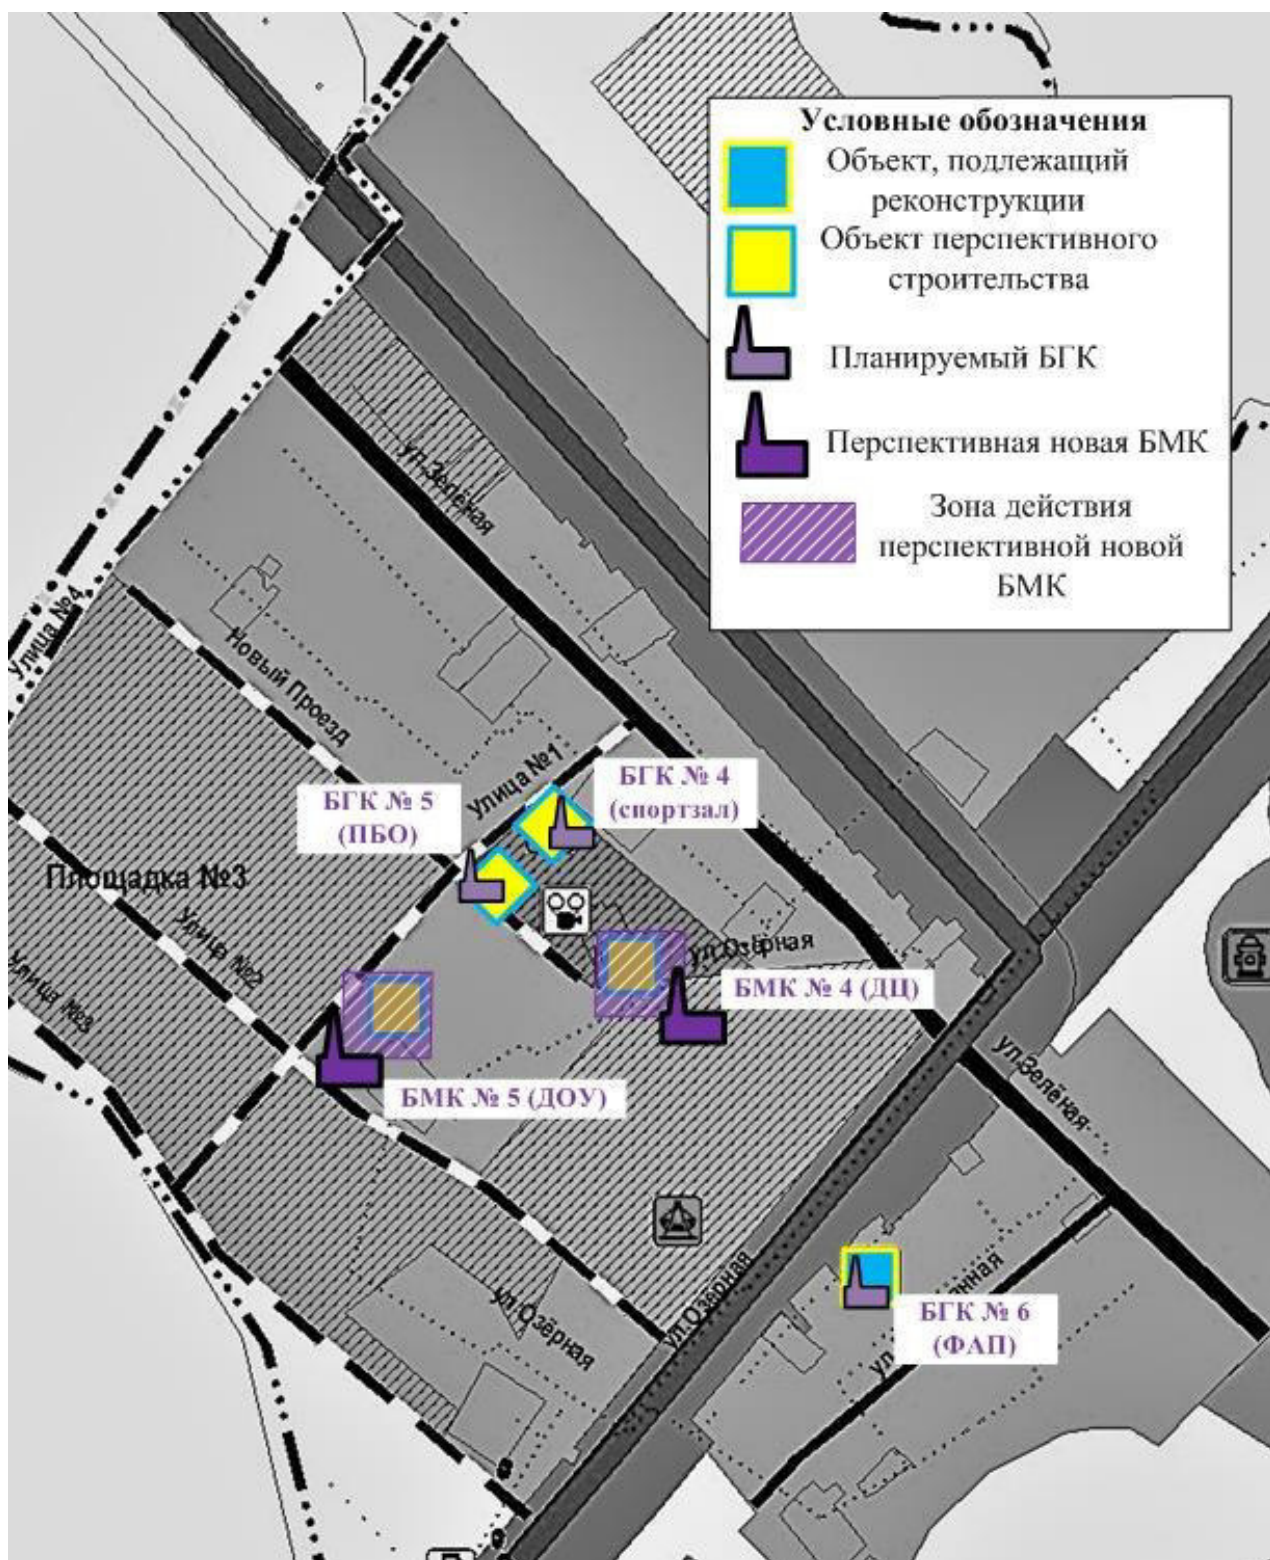 Условные обозначения
Объект, подлежащий
реконструкции
Объект перспективного
строительства
Планируемый БГК
Перспективная новая БМК
Зона действия
перспективной новой
БМК
ул.Зелёная
Улица №4
Новый Проезд
Улица №1
БГК № 4
(спортзал)
БГК № 5
(ПБО)
Площадка №3
Улица №2
Улица №3
ул.Озёрная
БМК № 4 (ДЦ)
БМК № 5 (ДОУ)
ул.Зелёная
ул.Озёрная
ул.Озёрная
БГК № 6
(ФАП)